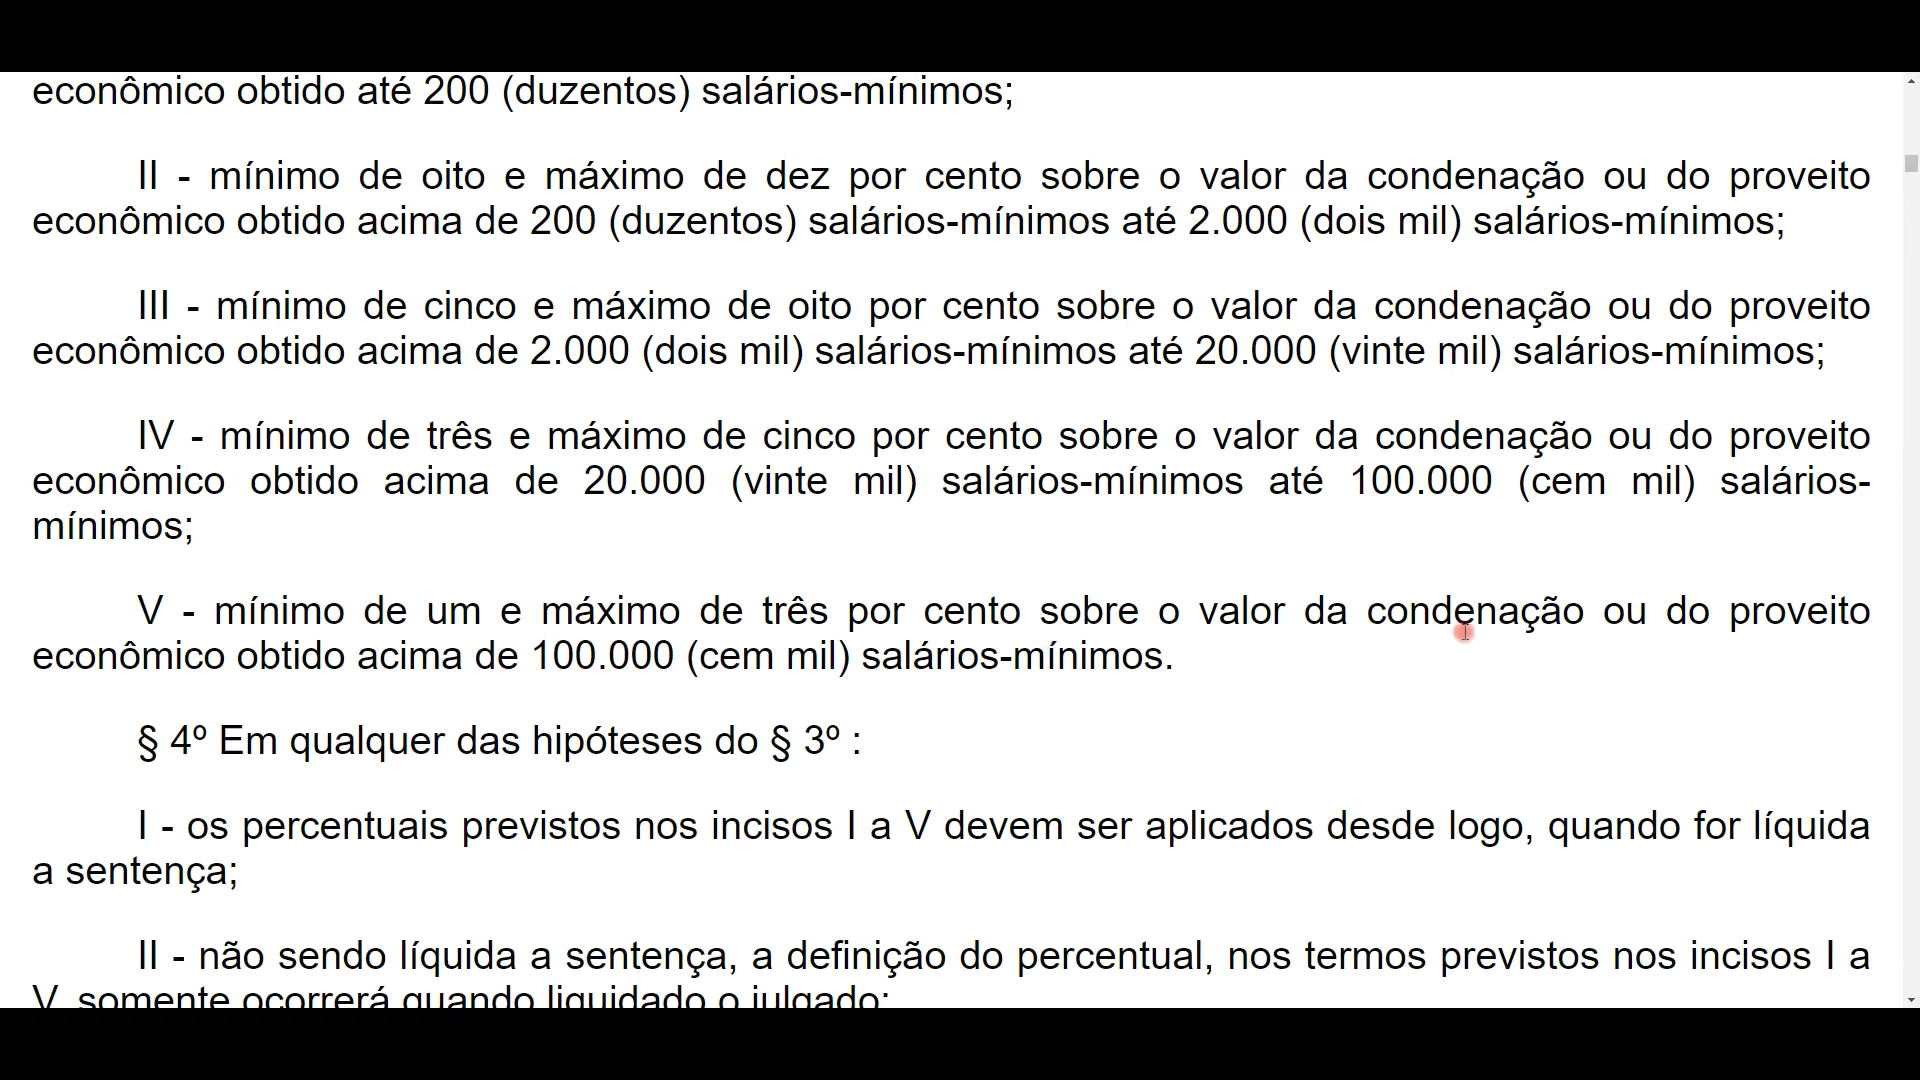 econômico obtido até 200 (duzentos) salários-mínimos;
II - mínimo de oito e máximo de dez por cento sobre o valor da condenação ou do proveito
econômico obtido acima de 200 (duzentos) salários-mínimos até 2.000 (dois mil) salários-mínimos;
III - mínimo de cinco e máximo de oito por cento sobre o valor da condenação ou do proveito
econômico obtido acima de 2.000 (dois mil) salários-mínimos até 20.000 (vinte mil) salários-mínimos;
IV - mínimo de três e máximo de cinco por cento sobre o valor da condenação ou do proveito
econômico obtido acima de 20.000 (vinte mil) salários-mínimos até 100.000 (cem mil) salários-
mínimos;
V - mínimo de um e máximo de três por cento sobre o valor da condenação ou do proveito
econômico obtido acima de 100.000 (cem mil) salários-mínimos.
§ 4º Em qualquer das hipóteses do § 3º :
I - os percentuais previstos nos incisos I a V devem ser aplicados desde logo, quando for líquida
a sentença;
II - não sendo líquida a sentença, a definição do percentual, nos termos previstos nos incisos I a
V, somente ocorrerá quando liquidado o julgado;